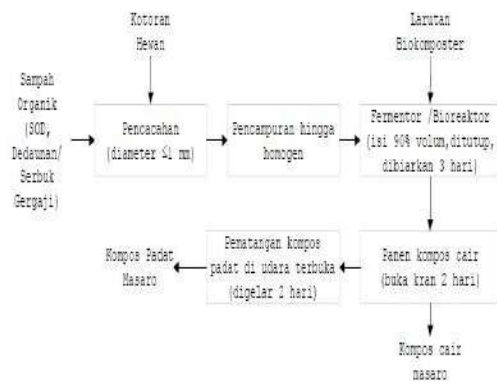 Kotoran
Hewan
Larutan
Biokomposter
Sampah
Organik
(SOD,
Dedaunan/
Serbuk
Gergaji)
Pencacahan
(diameter ≤1 mm)
Pencampuran hingga
homogen
Fermentor /Bioreaktor
(isi 90% volum,ditutup,
dibiarkan 3 hari)
Kompos Padat
Masaro
Pematangan kompos
padat di udara terbuka
(digelar 2 hari)
Panen kompos cair
(buka kran 2 hari)
Kompos cair
masaro